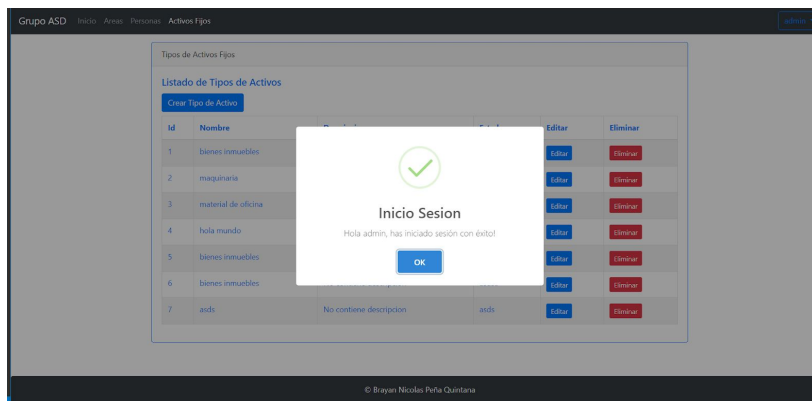 Grupo ASD Inicio Areas Personas Activos Fijos admin
Tipos de Activos Fijos
Listado de Tipos de Activos
Crear Tipo de Activo
Id Nombre Editar Eliminar
1 bienes inmuebles Editar Eliminar
2 maquinaria Editar Eliminar
3 material de oficina Editar Eliminar
4 hola mundo Editar Eliminar
5 bienes inmuebles Editar Eliminar
6 bienes inmuebles Editar Eliminar
7 asds No contiene descripcion asds Editar Eliminar
Inicio Sesion
Hola admin, has iniciado sesión con éxito!
OK
© Brayan Nicolas Peña Quintana